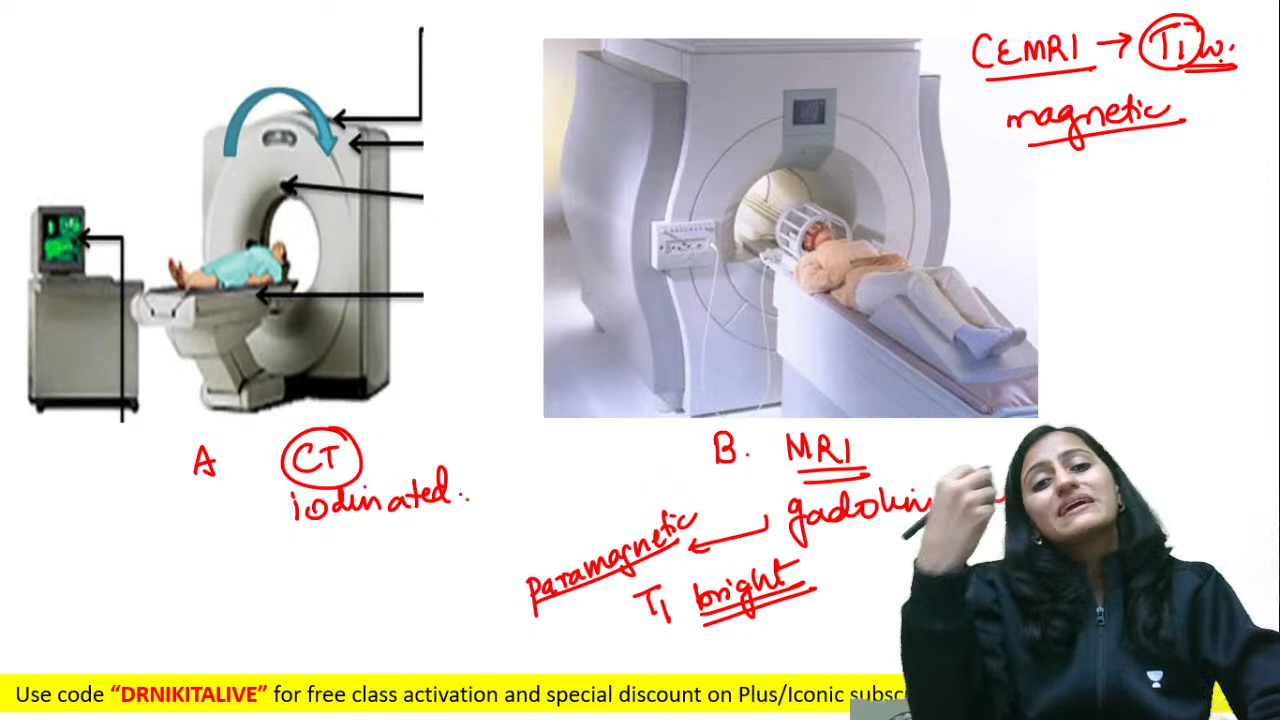 CEMRI → T1 w.
magnetic
A CT
iodinated.
B. MRI
Paramagnetic
T1 bright
Use code “DRNIKITALIVE” for free class activation and special discount on Plus/Iconic